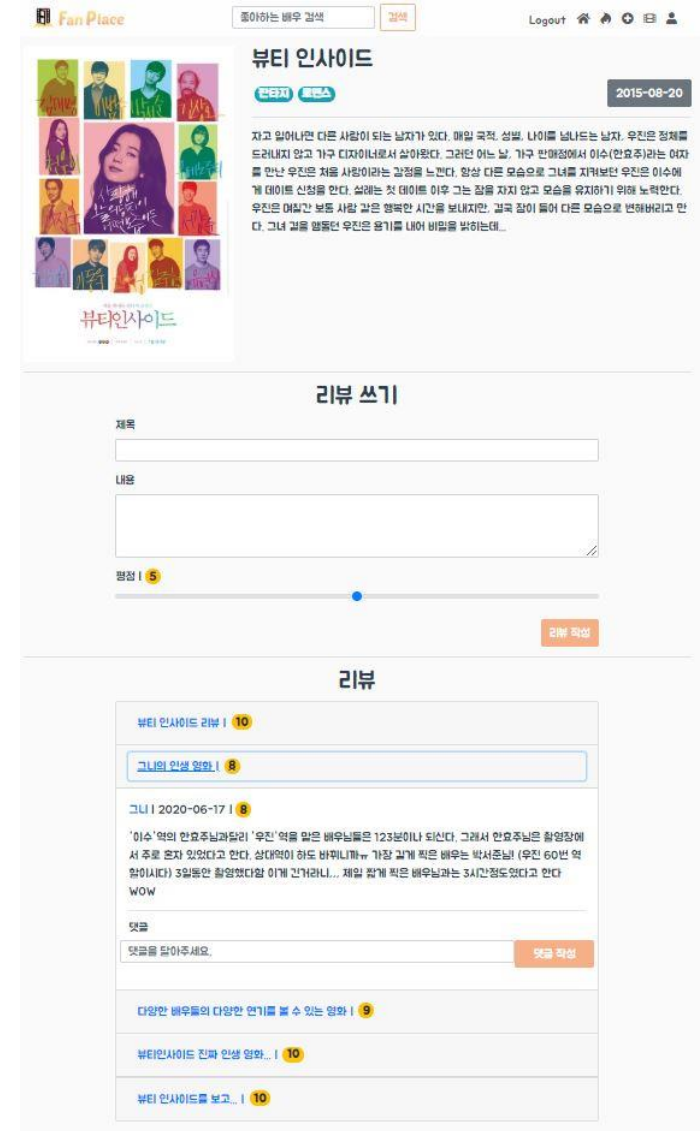 Fan Place
좋아하는 배우 검색
검색
Logout
뷰티 인사이드
판타지 로맨스
2015-08-20
자고 일어나면 다른 사람이 되는 남자가 있다. 매일 국적, 성별, 나이를 넘나드는 남자. 우진은 정체를
드러내지 않고 가구 디자이너로서 살아왔다. 그러던 어느 날, 가구 판매점에서 이수(한효주)라는 여자
를 만난 우진은 처음 사랑이라는 감정을 느낀다. 항상 다른 모습으로 그녀를 지켜보던 우진은 이수에
게 데이트 신청을 한다. 설레는 첫 데이트 이후 그는 잠을 자지 않고 모습을 유지하기 위해 노력한다.
우진은 며칠간 보통 사람 같은 행복한 시간을 보내지만, 결국 잠이 들어 다른 모습으로 변해버리고 만
다. 그녀 곁을 맴돌던 우진은 용기를 내어 비밀을 밝히는데...
뷰티인사이드
리뷰 쓰기
제목
내용
평점 | 5
리뷰 작성
리뷰
뷰티 인사이드 리뷰 | 10
그니의 인생 영화 | 8
그니 | 2020-06-17 | 8
'이수'역의 한효주님과달리 '우진'역을 맡은 배우님들은 123분이나 되신다. 그래서 한효주님은 촬영장에
서 주로 혼자 있었다고 한다. 상대역이 하도 바뀌니까ㅠ 가장 길게 찍은 배우는 박서준님! (우진 60번 역
할이시다) 3일동안 촬영했다함 이게 긴거라니... 제일 짧게 찍은 배우님과는 3시간정도였다고 한다
WOW
댓글
댓글을 달아주세요.
댓글 작성
다양한 배우들의 다양한 연기를 볼 수 있는 영화 | 9
뷰티인사이드 진짜 인생 영화... | 10
뷰티 인사이드를 보고... | 10